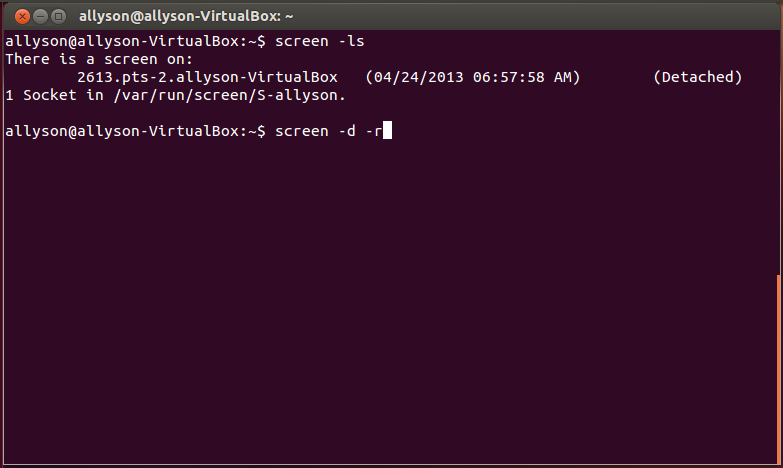 allyson@allyson-VirtualBox: ~
allyson@allyson-VirtualBox:~$ screen -ls
There is a screen on:
        2613.pts-2.allyson-VirtualBox   (04/24/2013 06:57:58 AM)        (Detached)
1 Socket in /var/run/screen/S-allyson.

allyson@allyson-VirtualBox:~$ screen -d -r